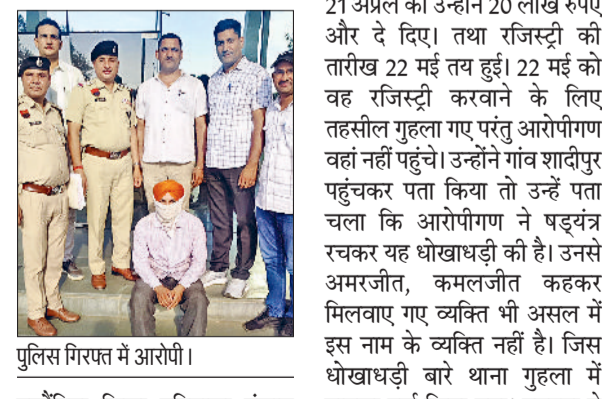 पुलिस गिरफ्त में आरोपी।
21 अप्रैल को उन्होंने 20 लाख रुपए
और दे दिए। तथा रजिस्ट्री की
तारीख 22 मई तय हुई। 22 मई को
वह रजिस्ट्री करवाने के लिए
तहसील गुहला गए परंतु आरोपीगण
वहां नहीं पहुंचे। उन्होंने गांव शादीपुर
पहुंचकर पता किया तो उन्हें पता
चला कि आरोपीगण ने षड्यंत्र
रचकर यह धोखाधड़ी की है। उनसे
अमरजीत, कमलजीत कहकर
मिलवाए गए व्यक्ति भी असल में
इस नाम के व्यक्ति नहीं है। जिस
धोखाधड़ी बारे थाना गुहला में